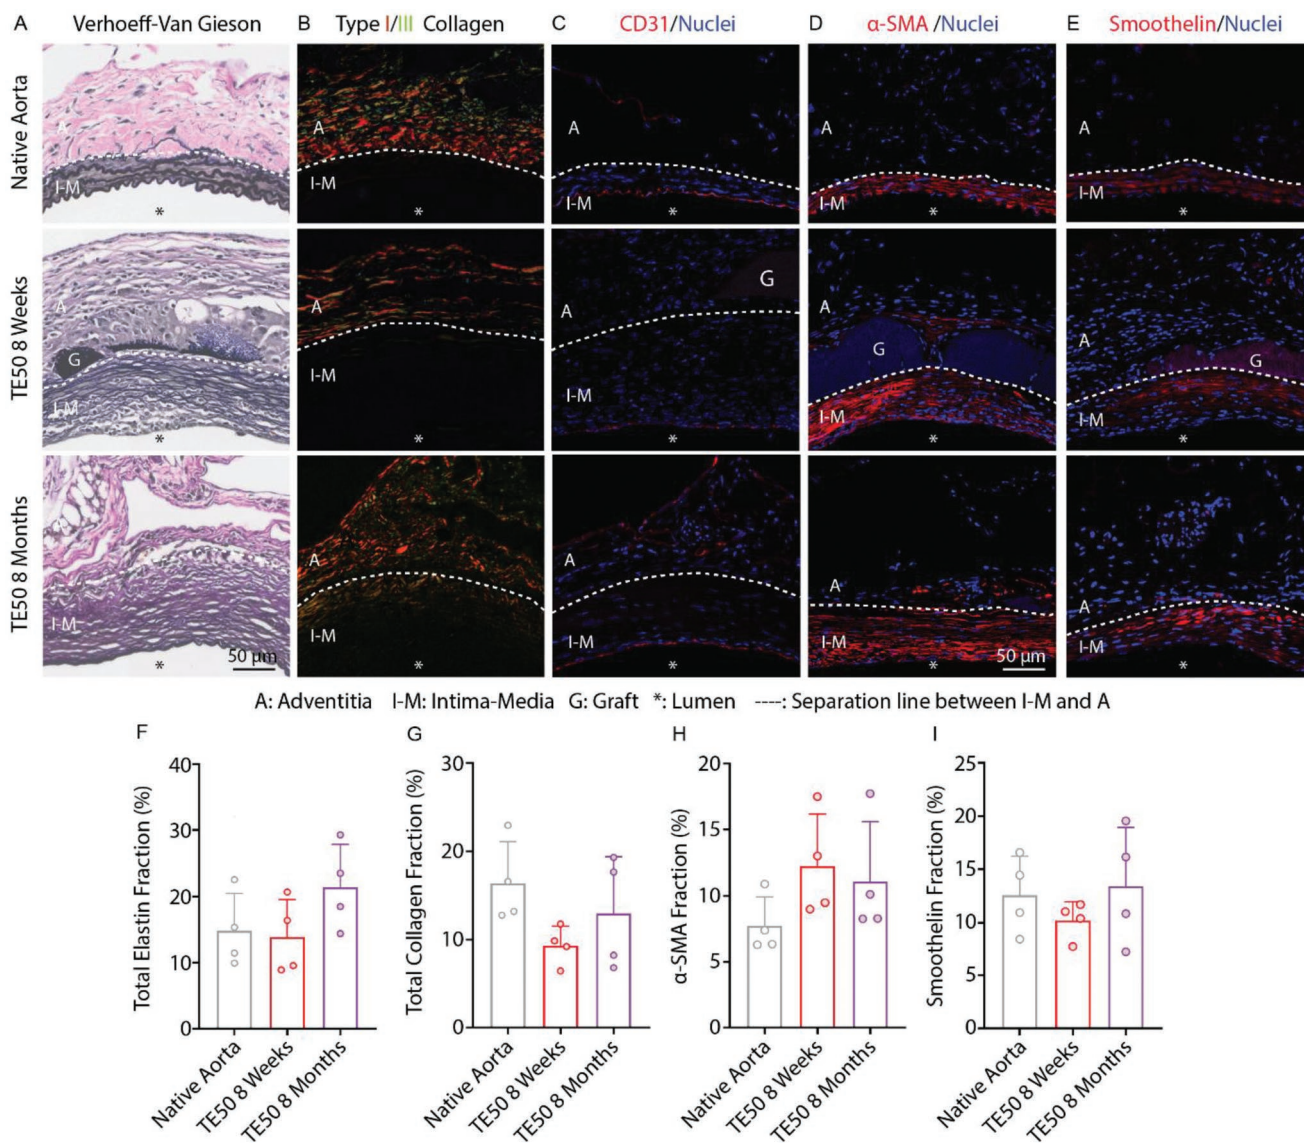 A Verhoeff-Van Gieson B Type I/III Collagen C CD31/Nuclei D α-SMA /Nuclei E Smoothelin/Nuclei
Native Aorta
A
I-M
*
A
I-M
*
A
I-M
*
A
I-M
*
A
I-M
*
TE50 8 Weeks
A
G
I-M
*
A
I-M
*
G
A
I-M
*
A
G
I-M
*
A
G
I-M
*
TE50 8 Months
A
I-M
*
50 μm
A
I-M
*
A
I-M
*
A
I-M
*
50 μm
A
I-M
*
A: Adventitia I-M: Intima-Media G: Graft *: Lumen ----: Separation line between I-M and A
F
Total Elastin Fraction (%)
40
30
20
10
0
Native Aorta
TE50 8 Weeks
TE50 8 Months
G
Total Collagen Fraction (%)
30
20
10
0
Native Aorta
TE50 8 Weeks
TE50 8 Months
H
α-SMA Fraction (%)
20
15
10
5
0
Native Aorta
TE50 8 Weeks
TE50 8 Months
I
Smoothelin Fraction (%)
25
20
15
10
5
0
Native Aorta
TE50 8 Weeks
TE50 8 Months